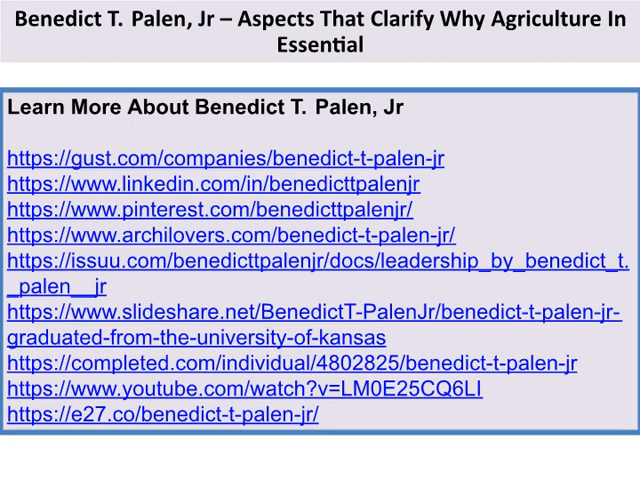 Benedict T. Palen, Jr – Aspects That Clarify Why Agriculture In
Essential
Learn More About Benedict T. Palen, Jr
https://gust.com/companies/benedict-t-palen-jr
https://www.linkedin.com/in/benedicttpalenjr
https://www.pinterest.com/benedicttpalenjr/
https://www.archilovers.com/benedict-t-palen-jr/
https://issuu.com/benedicttpalenjr/docs/leadership_by_benedict_t.
_palen__jr
https://www.slideshare.net/BenedictT-PalenJr/benedict-t-palen-jr-
graduated-from-the-university-of-kansas
https://completed.com/individual/4802825/benedict-t-palen-jr
https://www.youtube.com/watch?v=LM0E25CQ6LI
https://e27.co/benedict-t-palen-jr/